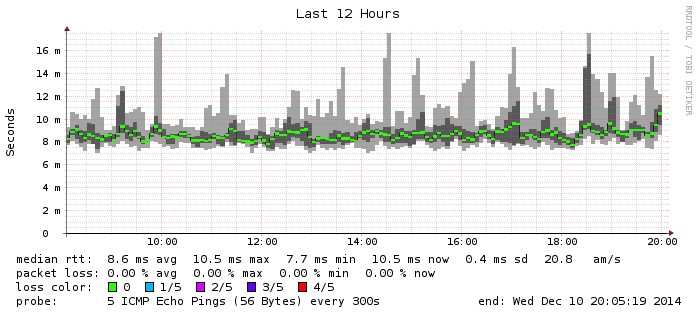 Last 12 Hours
RRDTOOL / TOBI OETIKER
Seconds
16 m
14 m
12 m
10 m
8 m
6 m
4 m
2 m
0
10:00 12:00 14:00 16:00 18:00 20:00
median rtt: 8.6 ms avg 10.5 ms max 7.7 ms min 10.5 ms now 0.4 ms sd 20.8 am/s
packet loss: 0.00 % avg 0.00 % max 0.00 % min 0.00 % now
loss color: 0 1/5 2/5 3/5 4/5
probe: 5 ICMP Echo Pings (56 Bytes) every 300s end: Wed Dec 10 20:05:19 2014